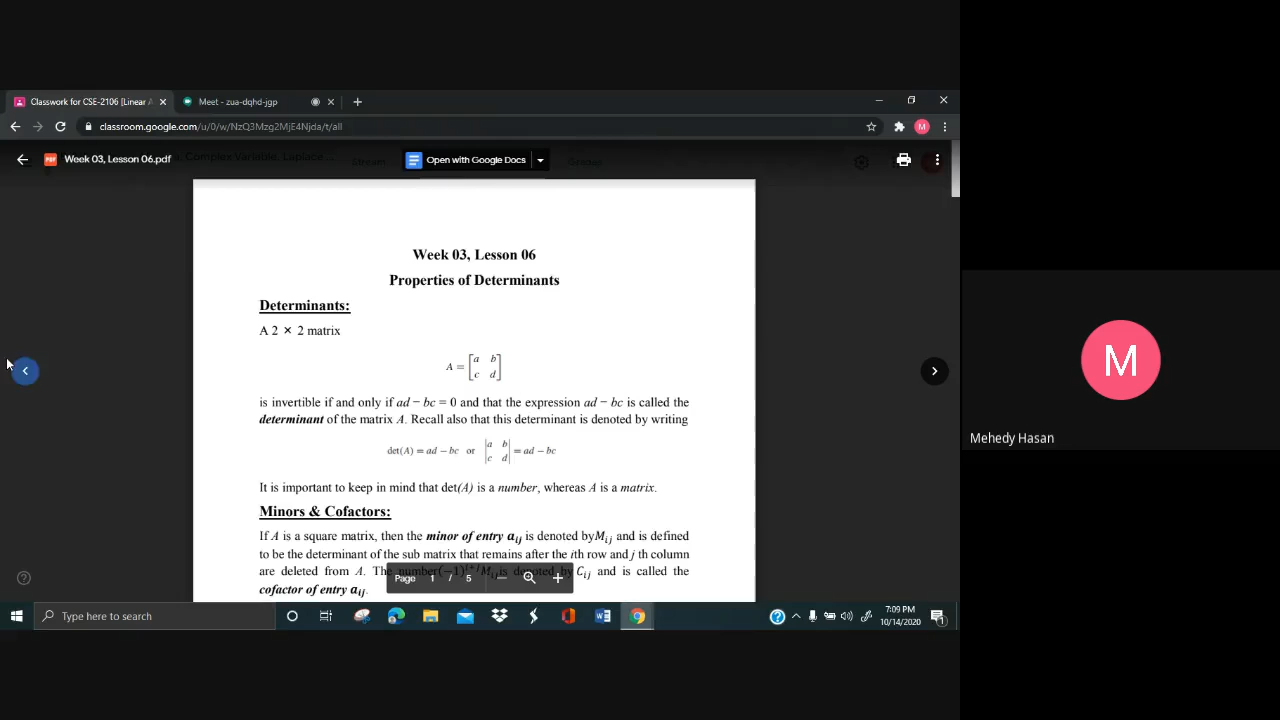 Classwork for CSE-2106 [Linear A
Meet - zua-dqhd-jgp
classroom.google.com/u/0/w/NzQ3Mzg2MjE4Njda/t/all
Week 03, Lesson 06.pdf
Complex Variable, Laplace ...
Stream
Open with Google Docs
Grades
Week 03, Lesson 06
Properties of Determinants
Determinants:
A 2 × 2 matrix
A = [a b
c d]
is invertible if and only if ad − bc = 0 and that the expression ad − bc is called the
determinant of the matrix A. Recall also that this determinant is denoted by writing
det(A) = ad − bc or |a b
c d| = ad − bc
It is important to keep in mind that det(A) is a number, whereas A is a matrix.
Minors & Cofactors:
If A is a square matrix, then the minor of entry aij is denoted byMij and is defined
to be the determinant of the sub matrix that remains after the ith row and j th column
are deleted from A. The number(−1)i+jMijis denoted by Cij and is called the
cofactor of entry aij.
Page 1 / 5
M
Mehedy Hasan
Type here to search
7:09 PM
10/14/2020